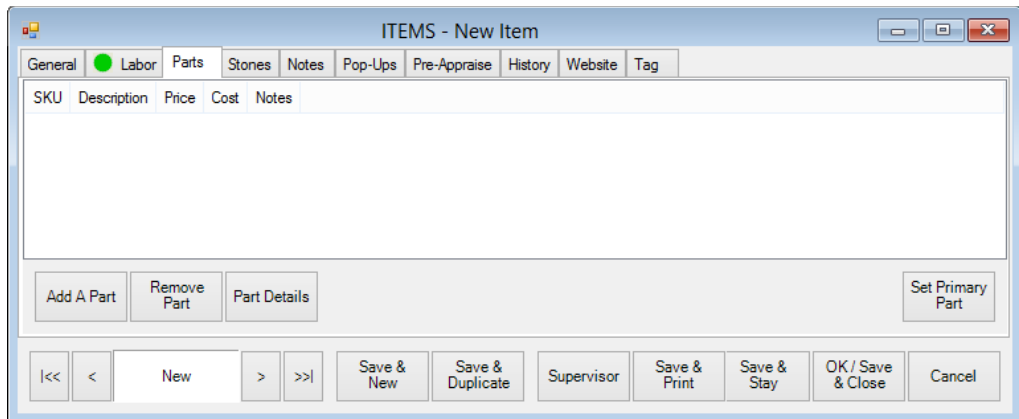 ITEMS - New Item
General Labor Parts Stones Notes Pop-Ups Pre-Appraise History Website Tag
SKU Description Price Cost Notes
Add A Part Remove Part Part Details Set Primary Part
|<< < New > >>| Save & New Save & Duplicate Supervisor Save & Print Save & Stay OK / Save & Close Cancel